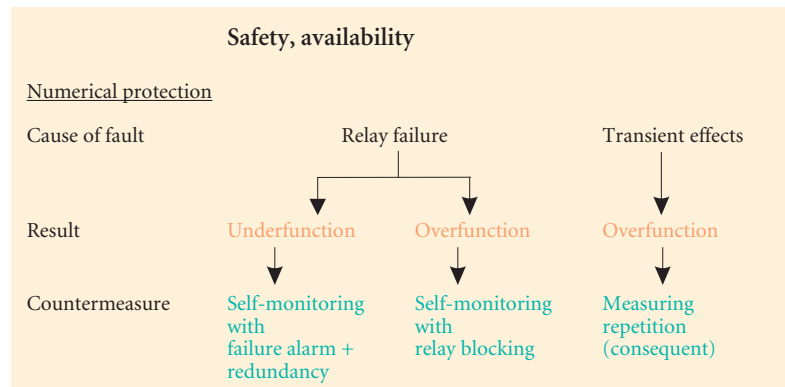 Safety, availability
Numerical protection
Cause of fault Relay failure Transient effects
Result Underfunction Overfunction Overfunction
Countermeasure Self-monitoring Self-monitoring Measuring
with with repetition
failure alarm + relay blocking (consequent)
redundancy